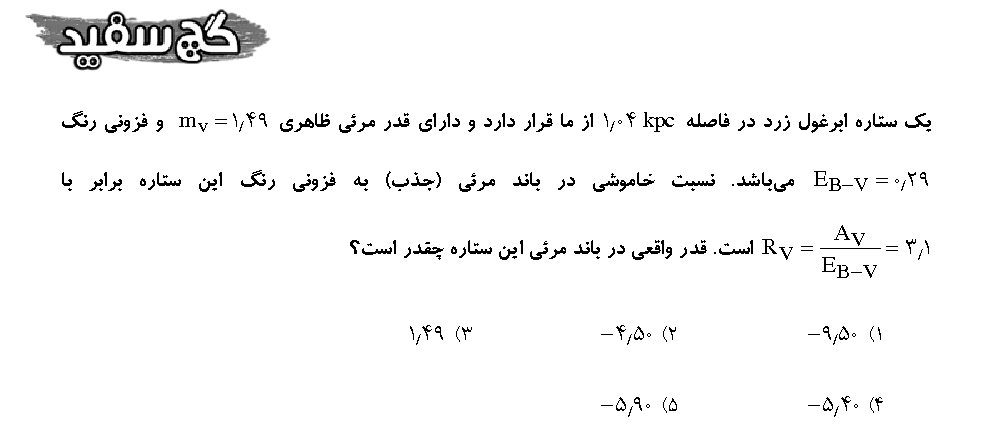 گچ سفید
یک ستاره ابرغول زرد در فاصله ۱٫۰۴ kpc از ما قرار دارد و دارای قدر مرئی ظاهری m_V = ۱٫۴۹ و فزونی رنگ
E_B−V = ۰٫۲۹ می‌باشد. نسبت خاموشی در باند مرئی (جذب) به فزونی رنگ این ستاره برابر با
R_V = A_V / E_B−V = ۳٫۱ است. قدر واقعی در باند مرئی این ستاره چقدر است؟
۱) −۹٫۵۰ ۲) −۴٫۵۰ ۳) ۱٫۴۹
۴) −۵٫۴۰ ۵) −۵٫۹۰